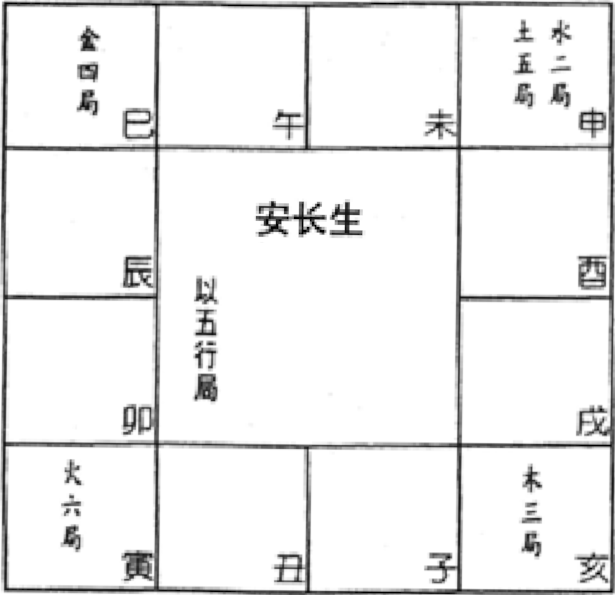 金四局
巳
午
未
水二局
土五局
申
辰
安长生
以五行局
酉
卯
戌
火六局
寅
丑
子
木三局
亥